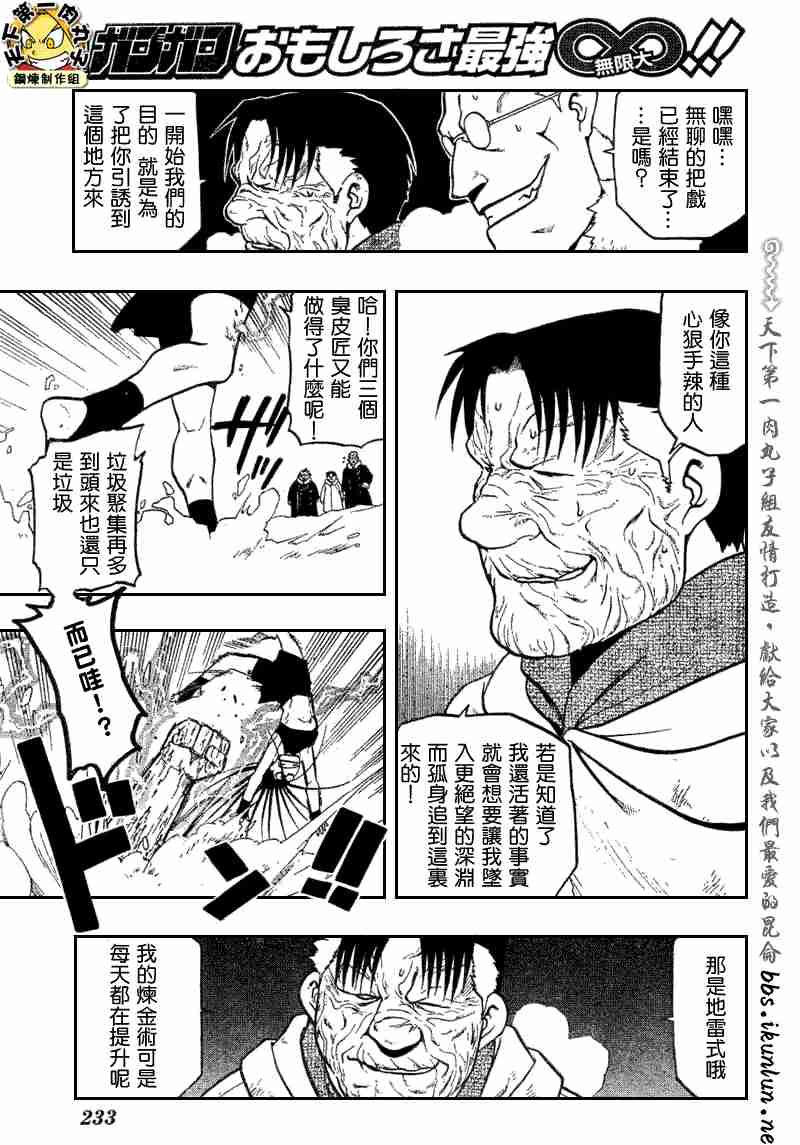 天下第一肉丸子
鋼煉制作組
ガンガン おもしろさ最強 無限大!!
嘿嘿…
無聊的把戲
已經結束了…
…是嗎?
一開始我們的
目的 就是為
了把你引誘到
這個地方來
像你這種
心狠手辣的人
若是知道了
我還活著的事實
就會想要讓我墜
入更絕望的深淵
而孤身追到這裏
來的!
哈!你們三個
臭皮匠又能
做得了什麼呢!
垃圾聚集再多
到頭來也還只
是垃圾
而已哇!?
ドン!!
那是地雷式哦
我的煉金術可是
每天都在提升呢
233
天下第一肉丸子組友情打造,獻給大家以及我們最愛的昆侖 bbs.ikunlun.ne